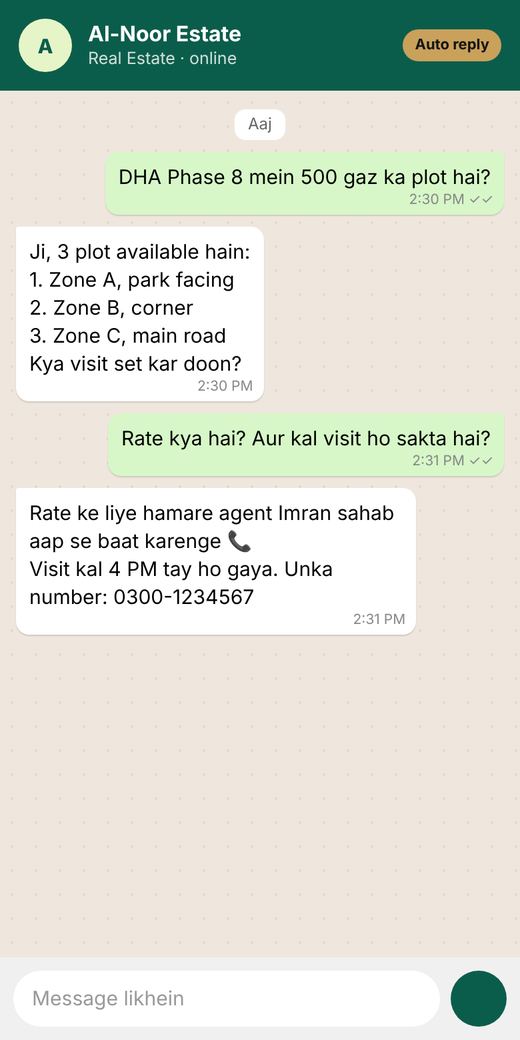 A
Al-Noor Estate
Real Estate · online
Auto reply
Aaj
DHA Phase 8 mein 500 gaz ka plot hai?
2:30 PM ✓✓
Ji, 3 plot available hain:
1. Zone A, park facing
2. Zone B, corner
3. Zone C, main road
Kya visit set kar doon?
2:30 PM
Rate kya hai? Aur kal visit ho sakta hai?
2:31 PM ✓✓
Rate ke liye hamare agent Imran sahab
aap se baat karenge 📞
Visit kal 4 PM tay ho gaya. Unka
number: 0300-1234567
2:31 PM
Message likhein